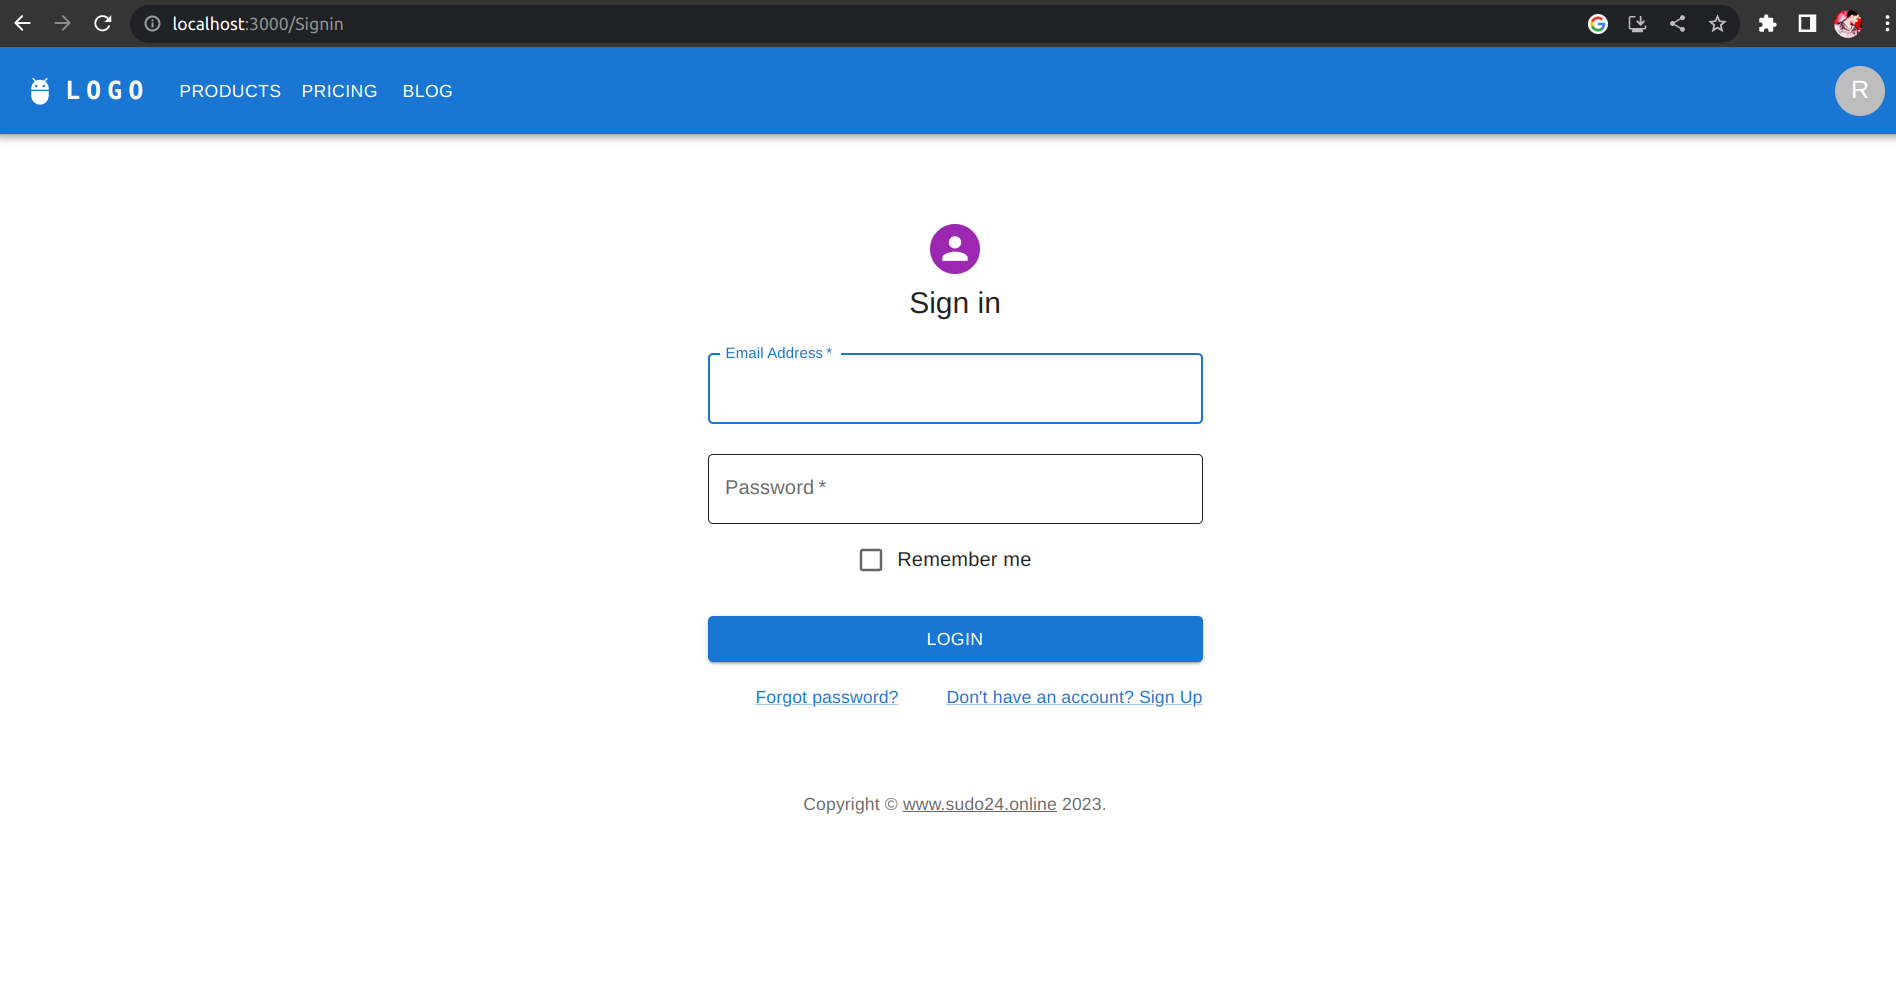 localhost:3000/Signin
LOGO PRODUCTS PRICING BLOG R
Sign in
Email Address *
Password *
Remember me
LOGIN
Forgot password? Don't have an account? Sign Up
Copyright © www.sudo24.online 2023.